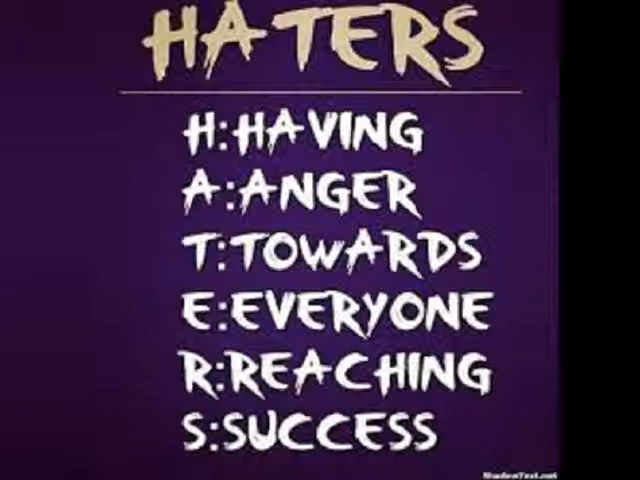 HATERS
H:HAVING
A:ANGER
T:TOWARDS
E:EVERYONE
R:REACHING
S:SUCCESS